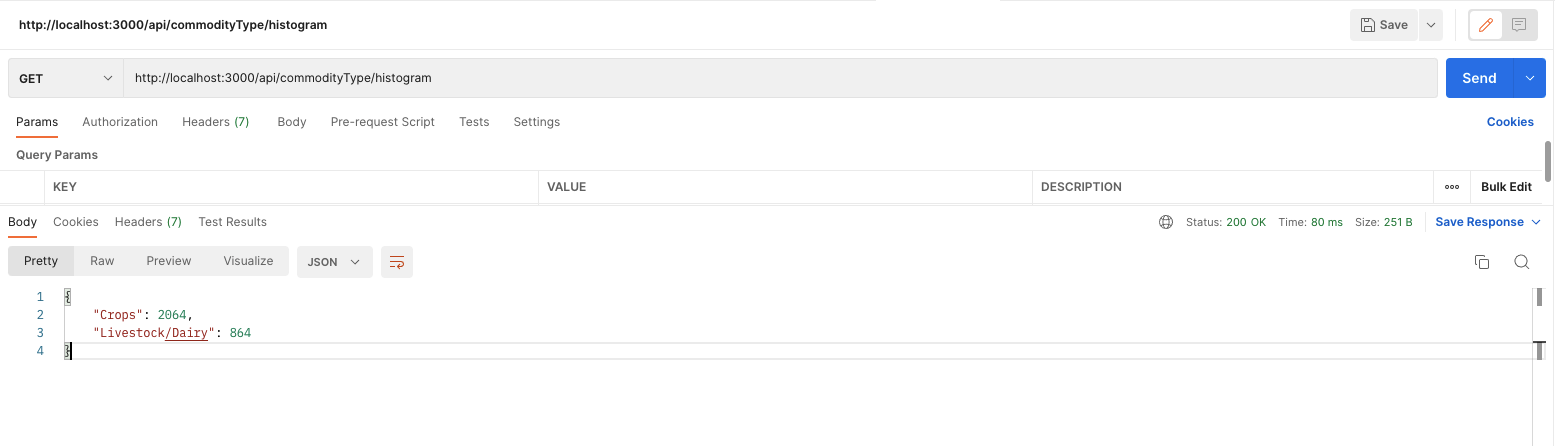 http://localhost:3000/api/commodityType/histogram
Save
GET
http://localhost:3000/api/commodityType/histogram
Send
Params Authorization Headers (7) Body Pre-request Script Tests Settings Cookies
Query Params
KEY VALUE DESCRIPTION ooo Bulk Edit
Body Cookies Headers (7) Test Results Status: 200 OK Time: 80 ms Size: 251 B Save Response
Pretty Raw Preview Visualize JSON
1 {
2 "Crops": 2064,
3 "Livestock/Dairy": 864
4 }